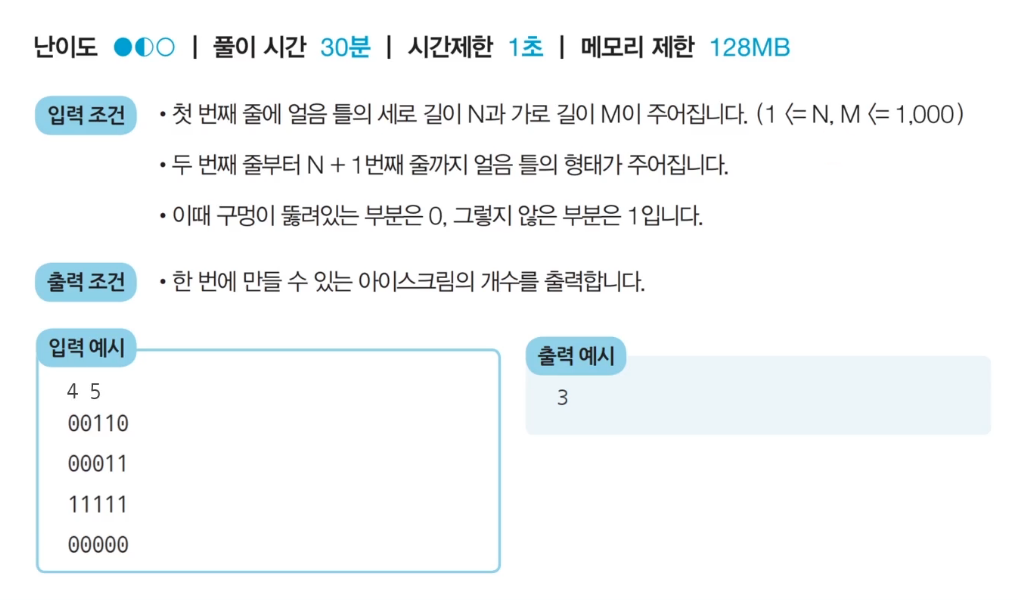 난이도 ●◐○ | 풀이 시간 30분 | 시간제한 1초 | 메모리 제한 128MB
입력 조건 • 첫 번째 줄에 얼음 틀의 세로 길이 N과 가로 길이 M이 주어집니다. (1 <= N, M <= 1,000)
• 두 번째 줄부터 N + 1번째 줄까지 얼음 틀의 형태가 주어집니다.
• 이때 구멍이 뚫려있는 부분은 0, 그렇지 않은 부분은 1입니다.
출력 조건 • 한 번에 만들 수 있는 아이스크림의 개수를 출력합니다.
입력 예시
4 5
00110
00011
11111
00000
출력 예시
3